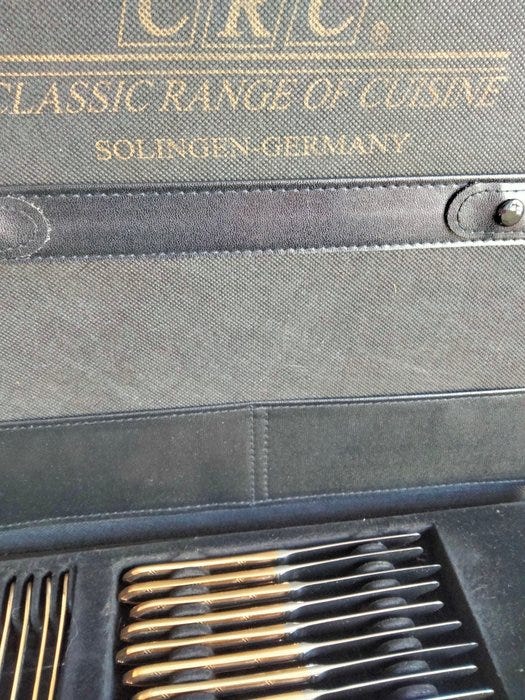 CRC®
CLASSIC RANGE OF CUISINE
SOLINGEN-GERMANY